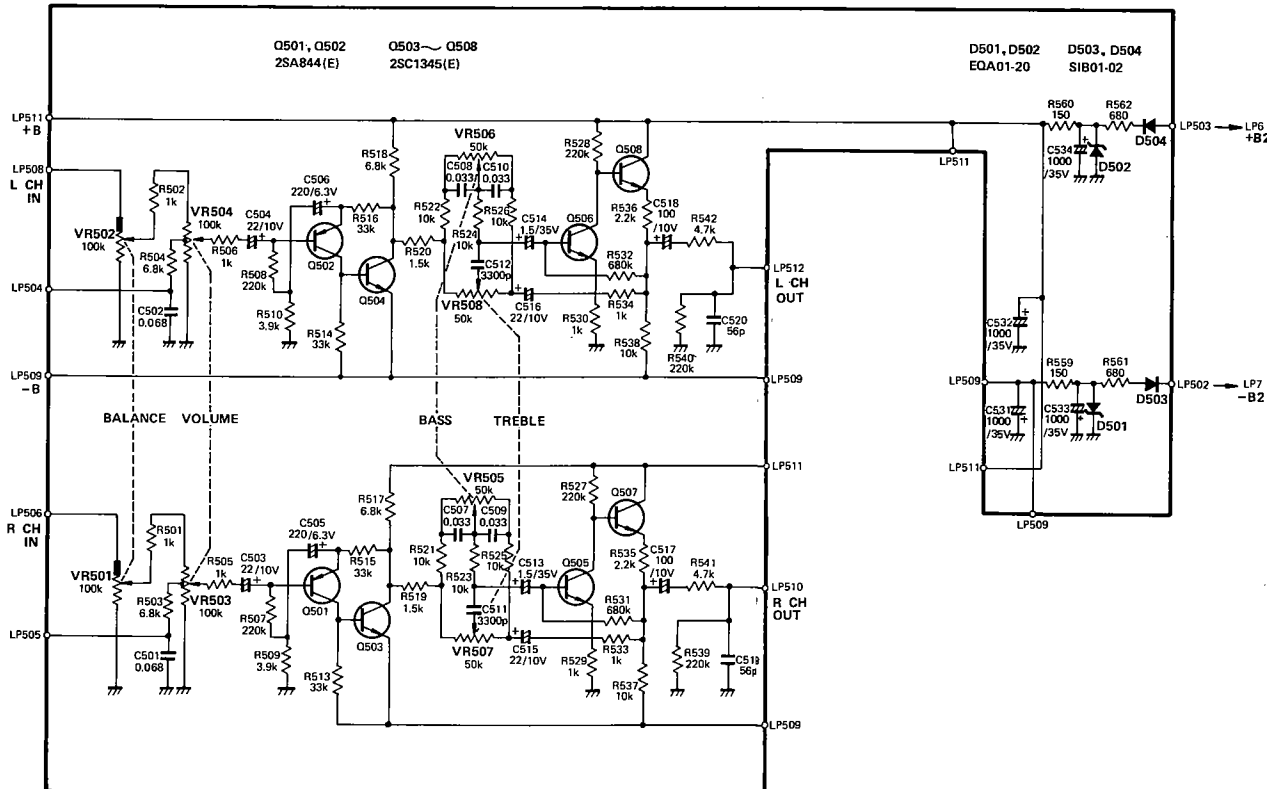 Q501, Q502
2SA844(E)
Q503～Q508
2SC1345(E)
D501, D502
EQA01-20
D503, D504
SIB01-02
LP511
+B
LP508
L CH
IN
R502
1k
VR502
100k
VR504
100k
R504
6.8k
LP504
C502
0.068
R506
1k
C504
22/10V
C506
220/6.3V
R508
220k
R510
3.9k
R514
33k
Q502
R516
33k
R518
6.8k
Q504
R520
1.5k
VR506
50k
C508
0.033
C510
0.033
R522
10k
R524
10k
R526
10k
C512
3300p
VR508
50k
C514
1.5/35V
C516
22/10V
Q506
R528
220k
Q508
R536
2.2k
C518
100
/10V
R542
4.7k
R532
680k
R534
1k
R530
1k
R538
10k
R540
220k
C520
56p
LP512
L CH
OUT
LP509
-B
LP509
LP511
R560
150
R562
680
C534
1000
/35V
D502
D504
LP503
LP6
+B2
C532
1000
/35V
LP509
R559
150
R561
680
C531
1000
/35V
C533
1000
/35V
D501
D503
LP502
LP7
-B2
LP511
LP509
BALANCE
VOLUME
BASS
TREBLE
LP506
R CH
IN
R501
1k
VR501
100k
VR503
100k
R503
6.8k
LP505
C501
0.068
R505
1k
C503
22/10V
C505
220/6.3V
R507
220k
R509
3.9k
R513
33k
Q501
R515
33k
R517
6.8k
Q503
R519
1.5k
VR505
50k
C507
0.033
C509
0.033
R521
10k
R523
10k
R525
10k
C511
3300p
VR507
50k
C513
1.5/35V
C515
22/10V
Q505
R527
220k
Q507
R535
2.2k
C517
100
/10V
R541
4.7k
R531
680k
R533
1k
R529
1k
R537
10k
R539
220k
C519
56p
LP511
LP510
R CH
OUT
LP509